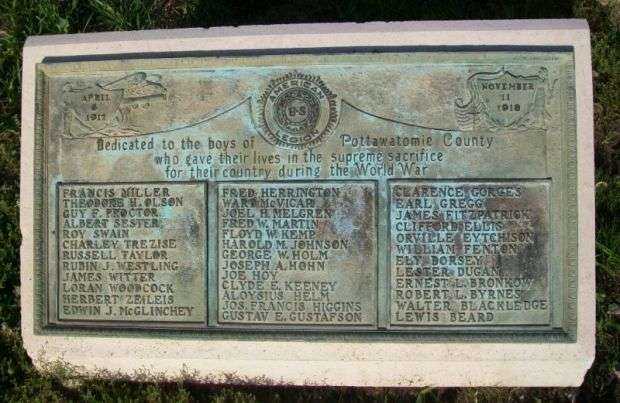 APRIL
6
1917
AMERICAN
US
LEGION
NOVEMBER
11
1918
Dedicated to the boys of Pottawatomie County
who gave their lives in the supreme sacrifice
for their country during the World War
FRANCIS MILLER
THEODORE H. OLSON
GUY F. PROCTOR
ALBERT SESTER
ROY SWAIN
CHARLEY TREZISE
RUSSELL TAYLOR
RUBIN J. WESTLING
JAMES WITTER
LORAN WOODCOCK
HERBERT ZEILEIS
EDWIN J. McGLINCHEY
FRED HERRINGTON
WART McVICAR
JOEL H. MELGREN
FRED W. MARTIN
FLOYD W. KEMP
HAROLD M. JOHNSON
GEORGE W. HOLM
JOSEPH A. HOHN
JOE HOY
CLYDE E. KEENEY
ALOYSIUS HELM
JOS. FRANCIS HIGGINS
GUSTAV E. GUSTAFSON
CLARENCE GORGES
EARL GREGG
JAMES FITZPATRICK
CLIFFORD ELLIS
ORVILLE EYTCHISON
WILLIAM FENTON
ELY DORSEY
LESTER DUGAN
ERNEST L. BRONKOW
ROBERT L. BYRNES
WALTER BLACKLEDGE
LEWIS BEARD